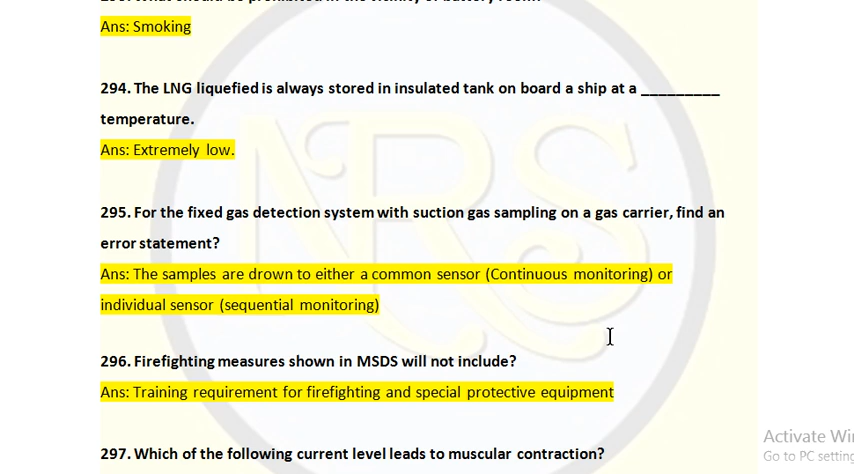 Ans: Smoking
294. The LNG liquefied is always stored in insulated tank on board a ship at a _________
temperature.
Ans: Extremely low.
295. For the fixed gas detection system with suction gas sampling on a gas carrier, find an
error statement?
Ans: The samples are drown to either a common sensor (Continuous monitoring) or
individual sensor (sequential monitoring)
296. Firefighting measures shown in MSDS will not include?
Ans: Training requirement for firefighting and special protective equipment
Activate Wi
Go to PC setting
297. Which of the following current level leads to muscular contraction?
NRS